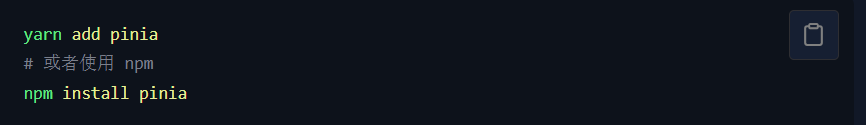 yarn add pinia
# 或者使用 npm
npm install pinia